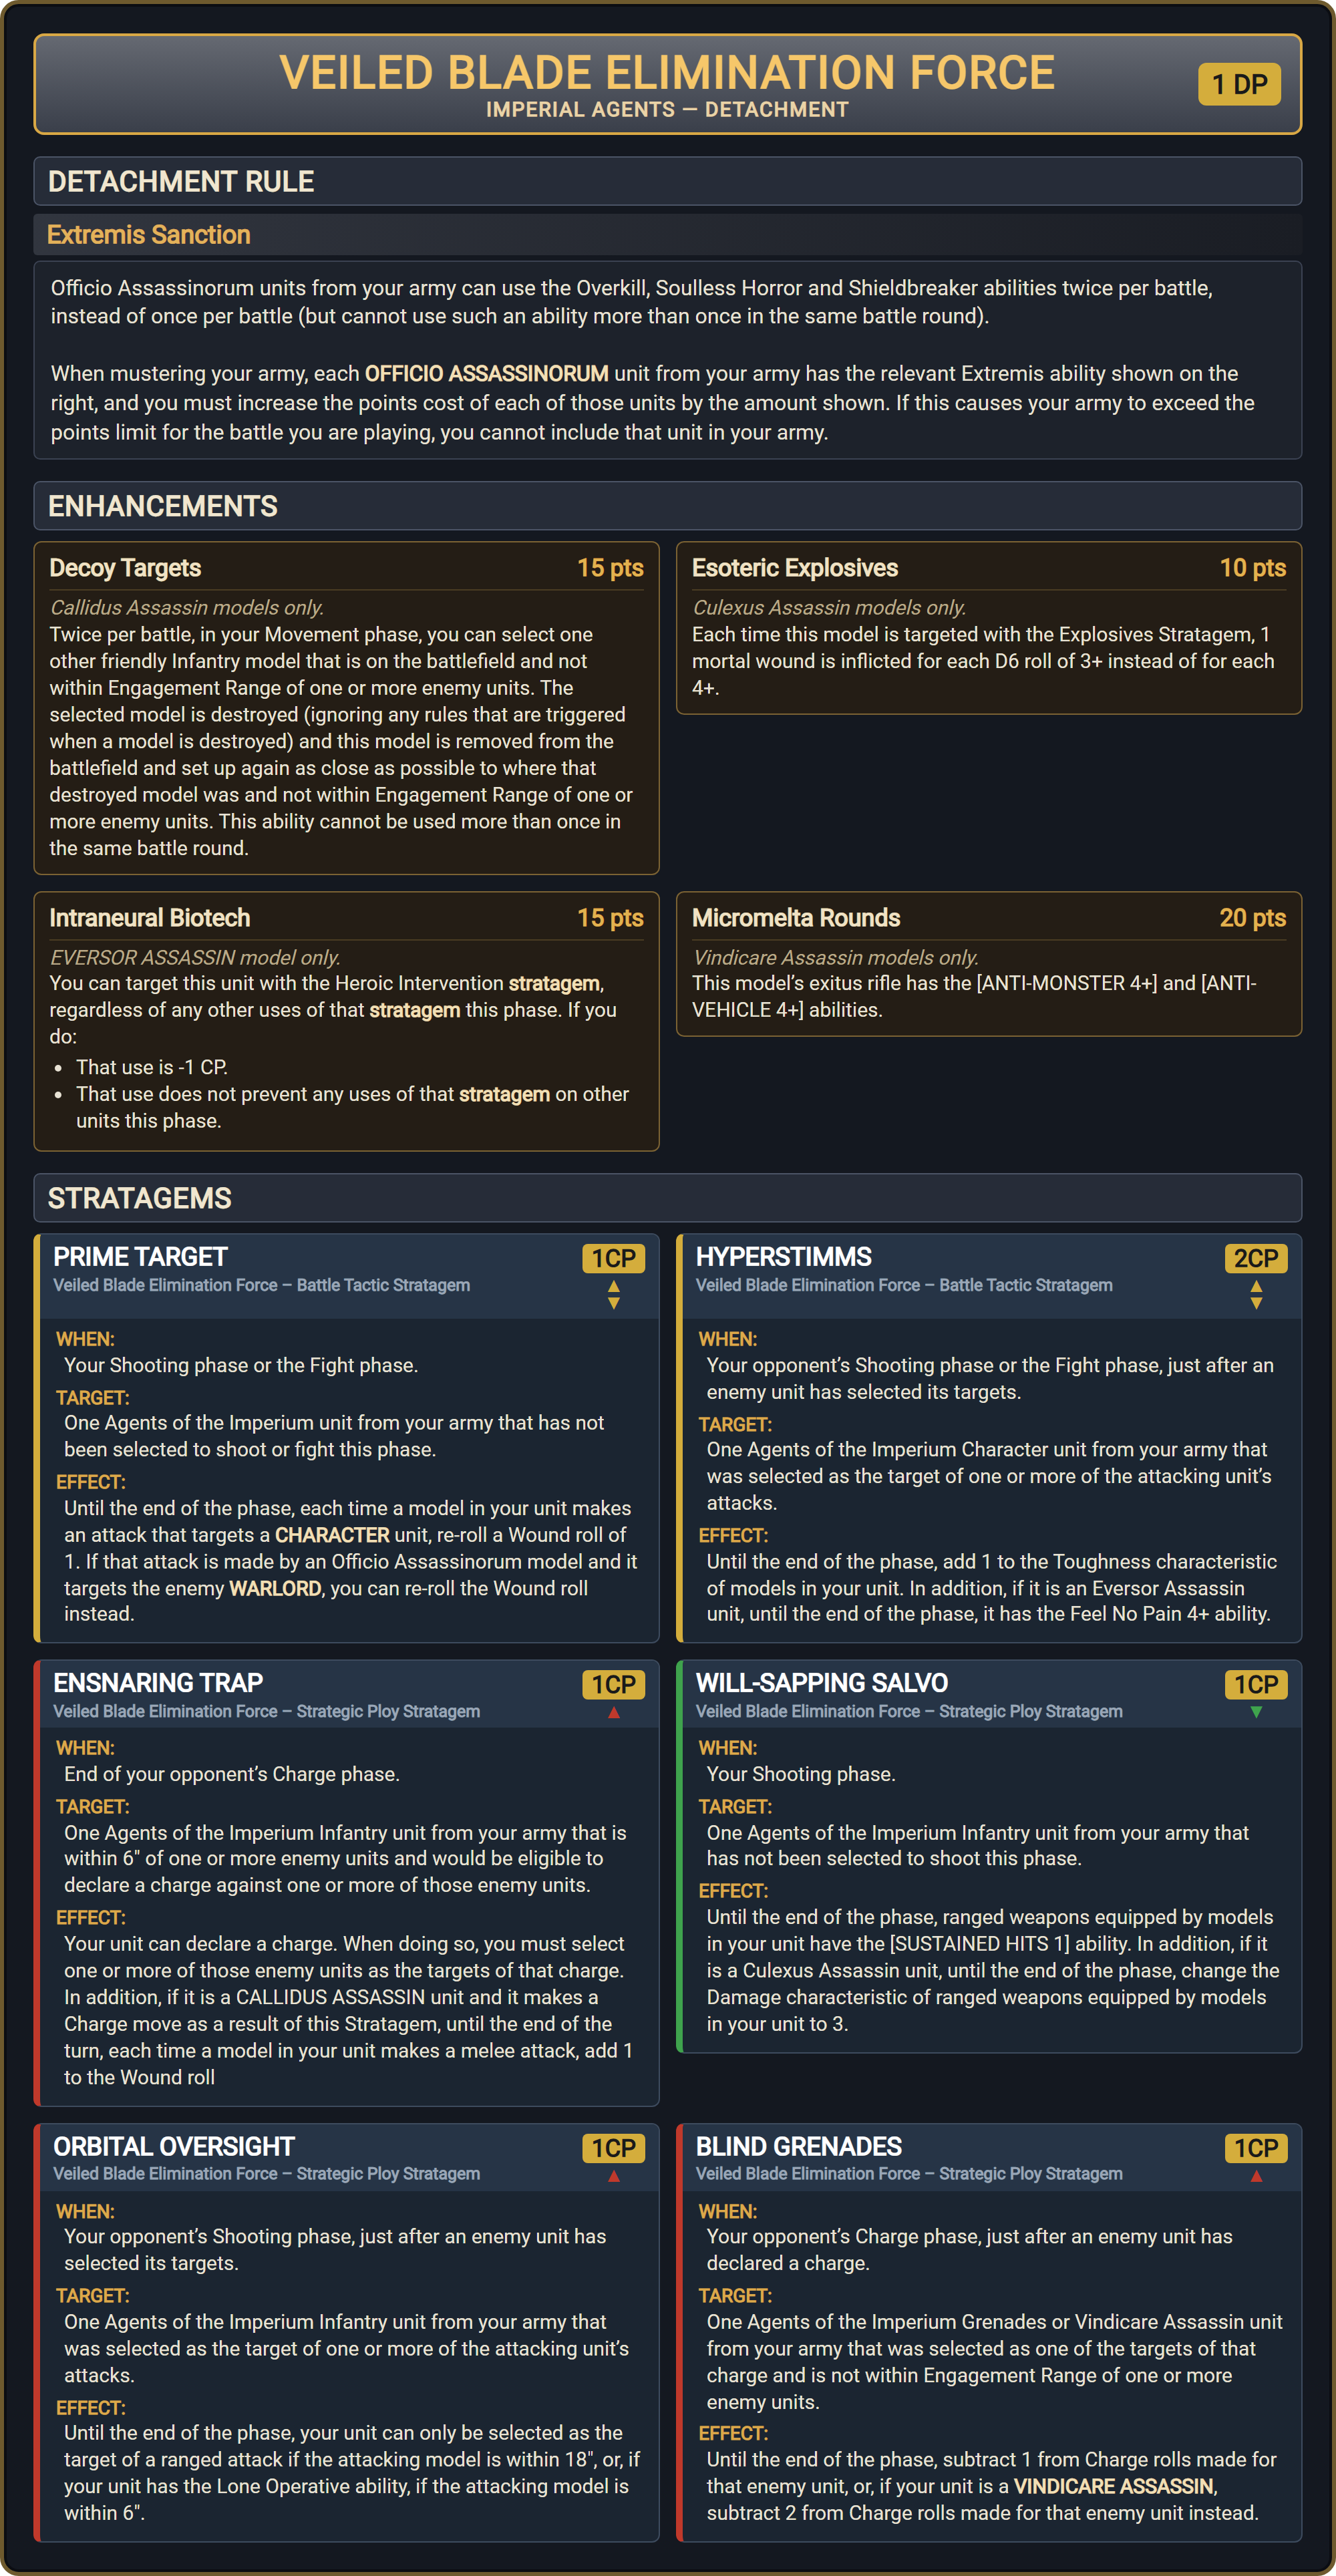 VEILED BLADE ELIMINATION FORCE
IMPERIAL AGENTS — DETACHMENT
1 DP
DETACHMENT RULE
Extremis Sanction
Officio Assassinorum units from your army can use the Overkill, Soulless Horror and Shieldbreaker abilities twice per battle,
instead of once per battle (but cannot use such an ability more than once in the same battle round).
When mustering your army, each OFFICIO ASSASSINORUM unit from your army has the relevant Extremis ability shown on the
right, and you must increase the points cost of each of those units by the amount shown. If this causes your army to exceed the
points limit for the battle you are playing, you cannot include that unit in your army.
ENHANCEMENTS
Decoy Targets 15 pts
Callidus Assassin models only.
Twice per battle, in your Movement phase, you can select one
other friendly Infantry model that is on the battlefield and not
within Engagement Range of one or more enemy units. The
selected model is destroyed (ignoring any rules that are triggered
when a model is destroyed) and this model is removed from the
battlefield and set up again as close as possible to where that
destroyed model was and not within Engagement Range of one or
more enemy units. This ability cannot be used more than once in
the same battle round.
Esoteric Explosives 10 pts
Culexus Assassin models only.
Each time this model is targeted with the Explosives Stratagem, 1
mortal wound is inflicted for each D6 roll of 3+ instead of for each
4+.
Intraneural Biotech 15 pts
EVERSOR ASSASSIN model only.
You can target this unit with the Heroic Intervention stratagem,
regardless of any other uses of that stratagem this phase. If you
do:
• That use is -1 CP.
• That use does not prevent any uses of that stratagem on other
units this phase.
Micromelta Rounds 20 pts
Vindicare Assassin models only.
This model’s exitus rifle has the [ANTI-MONSTER 4+] and [ANTI-
VEHICLE 4+] abilities.
STRATAGEMS
PRIME TARGET 1CP
Veiled Blade Elimination Force – Battle Tactic Stratagem
▲
▼
WHEN:
Your Shooting phase or the Fight phase.
TARGET:
One Agents of the Imperium unit from your army that has not
been selected to shoot or fight this phase.
EFFECT:
Until the end of the phase, each time a model in your unit makes
an attack that targets a CHARACTER unit, re-roll a Wound roll of
1. If that attack is made by an Officio Assassinorum model and it
targets the enemy WARLORD, you can re-roll the Wound roll
instead.
HYPERSTIMMS 2CP
Veiled Blade Elimination Force – Battle Tactic Stratagem
▲
▼
WHEN:
Your opponent’s Shooting phase or the Fight phase, just after an
enemy unit has selected its targets.
TARGET:
One Agents of the Imperium Character unit from your army that
was selected as the target of one or more of the attacking unit’s
attacks.
EFFECT:
Until the end of the phase, add 1 to the Toughness characteristic
of models in your unit. In addition, if it is an Eversor Assassin
unit, until the end of the phase, it has the Feel No Pain 4+ ability.
ENSNARING TRAP 1CP
Veiled Blade Elimination Force – Strategic Ploy Stratagem
▲
WHEN:
End of your opponent’s Charge phase.
TARGET:
One Agents of the Imperium Infantry unit from your army that is
within 6" of one or more enemy units and would be eligible to
declare a charge against one or more of those enemy units.
EFFECT:
Your unit can declare a charge. When doing so, you must select
one or more of those enemy units as the targets of that charge.
In addition, if it is a CALLIDUS ASSASSIN unit and it makes a
Charge move as a result of this Stratagem, until the end of the
turn, each time a model in your unit makes a melee attack, add 1
to the Wound roll
WILL-SAPPING SALVO 1CP
Veiled Blade Elimination Force – Strategic Ploy Stratagem
▼
WHEN:
Your Shooting phase.
TARGET:
One Agents of the Imperium Infantry unit from your army that
has not been selected to shoot this phase.
EFFECT:
Until the end of the phase, ranged weapons equipped by models
in your unit have the [SUSTAINED HITS 1] ability. In addition, if it
is a Culexus Assassin unit, until the end of the phase, change the
Damage characteristic of ranged weapons equipped by models
in your unit to 3.
ORBITAL OVERSIGHT 1CP
Veiled Blade Elimination Force – Strategic Ploy Stratagem
▲
WHEN:
Your opponent’s Shooting phase, just after an enemy unit has
selected its targets.
TARGET:
One Agents of the Imperium Infantry unit from your army that
was selected as the target of one or more of the attacking unit’s
attacks.
EFFECT:
Until the end of the phase, your unit can only be selected as the
target of a ranged attack if the attacking model is within 18", or, if
your unit has the Lone Operative ability, if the attacking model is
within 6".
BLIND GRENADES 1CP
Veiled Blade Elimination Force – Strategic Ploy Stratagem
▲
WHEN:
Your opponent’s Charge phase, just after an enemy unit has
declared a charge.
TARGET:
One Agents of the Imperium Grenades or Vindicare Assassin unit
from your army that was selected as one of the targets of that
charge and is not within Engagement Range of one or more
enemy units.
EFFECT:
Until the end of the phase, subtract 1 from Charge rolls made for
that enemy unit, or, if your unit is a VINDICARE ASSASSIN,
subtract 2 from Charge rolls made for that enemy unit instead.